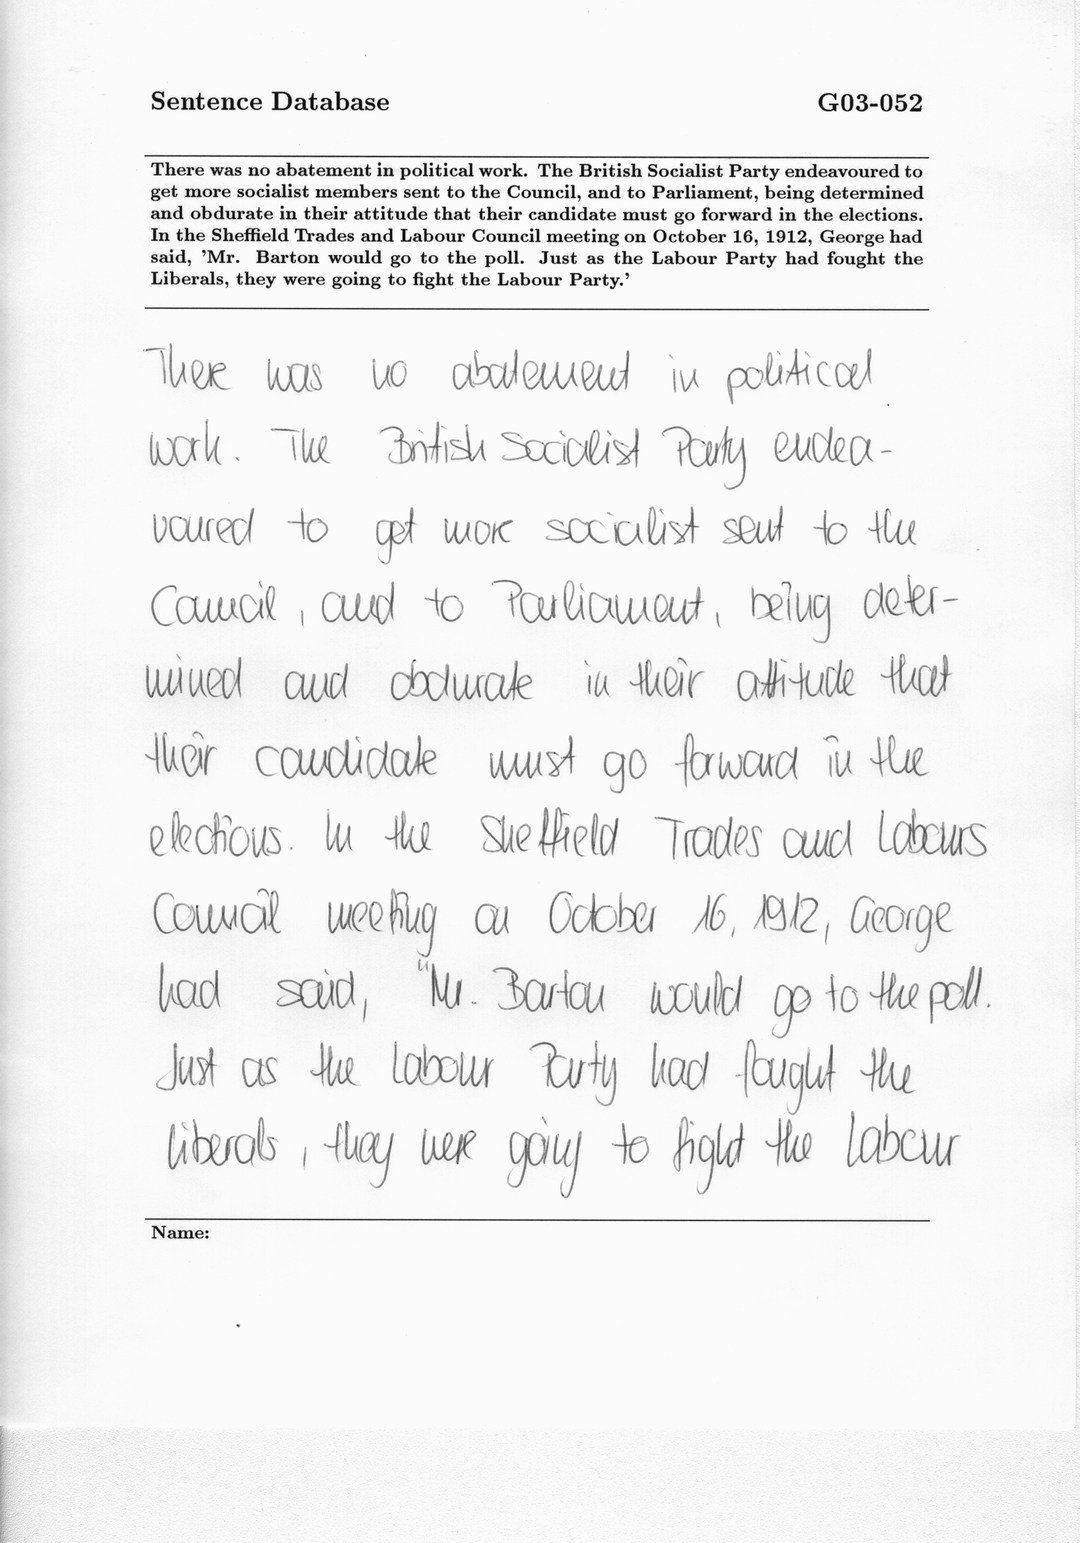 Sentence Database G03-052
There was no abatement in political work. The British Socialist Party endeavoured to
get more socialist members sent to the Council, and to Parliament, being determined
and obdurate in their attitude that their candidate must go forward in the elections.
In the Sheffield Trades and Labour Council meeting on October 16, 1912, George had
said, 'Mr. Barton would go to the poll. Just as the Labour Party had fought the
Liberals, they were going to fight the Labour Party.'
There was no abatement in political
work. The British Socialist Party endea-
voured to get more socialist sent to the
Council, and to Parliament, being deter-
mined and obdurate in their attitude that
their candidate must go forward in the
elections. In the Sheffield Trades and Labours
Council meeting on October 16, 1912, George
had said, "Mr. Barton would go to the poll.
Just as the Labour Party had fought the
Liberals, they were going to fight the Labour
Name: